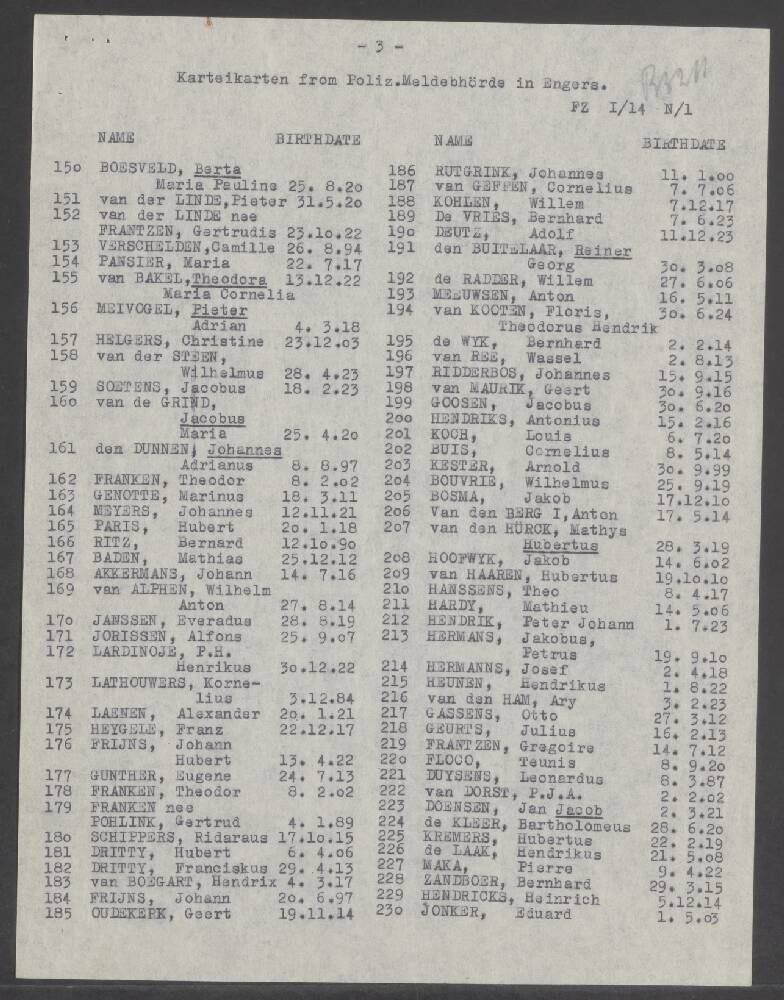 - 3 -
Karteikarten from Poliz.Meldebhörde in Engers.
FZ I/14 N/1
NAME BIRTHDATE
15o BOESVELD, Berta
Maria Pauline 25. 8.2o
151 van der LINDE,Pieter 31.5.2o
152 van der LINDE nee
FRANTZEN, Gertrudis 23.1o.22
153 VERSCHELDEN,Camille 26. 8.94
154 PANSIER, Maria 22. 7.17
155 van BAKEL,Theodora 13.12.22
Maria Cornelia
156 MEIVOGEL, Pieter
Adrian 4. 3.18
157 HELGERS, Christine 23.12.o3
158 van der STEEN,
Wilhelmus 28. 4.23
159 SOETENS, Jacobus 18. 2.23
16o van de GRIND,
Jacobus
Maria 25. 4.2o
161 den DUNNEN, Johannes
Adrianus 8. 8.97
162 FRANKEN, Theodor 8. 2.o2
163 GENOTTE, Marinus 18. 3.11
164 MEYERS, Johannes 12.11.21
165 PARIS, Hubert 2o. 1.18
166 RITZ, Bernard 12.1o.9o
167 BADEN, Mathias 25.12.12
168 AKKERMANS, Johann 14. 7.16
169 van ALPHEN, Wilhelm
Anton 27. 8.14
17o JANSSEN, Everadus 28. 8.19
171 JORISSEN, Alfons 25. 9.o7
172 LARDINOJE, P.H.
Henrikus 3o.12.22
173 LATHOUWERS, Korne-
lius 3.12.84
174 LAENEN, Alexander 2o. 1.21
175 HEYGELE, Franz 22.12.17
176 FRIJNS, Johann
Hubert 13. 4.22
177 GUNTHER, Eugene 24. 7.13
178 FRANKEN, Theodor 8. 2.o2
179 FRANKEN nee
POHLINK, Gertrud 4. 1.89
18o SCHIPPERS, Ridaraus 17.1o.15
181 DRITTY, Hubert 6. 4.o6
182 DRITTY, Franciskus 29. 4.13
183 van BOEGART, Hendrix 4. 3.17
184 FRIJNS, Johann 2o. 6.97
185 OUDEKERK, Geert 19.11.14
NAME BIRTHDATE
186 RUTGRINK, Johannes 11. 1.oo
187 van GEFFEN, Cornelius 7. 7.o6
188 KOHLEN, Willem 7.12.17
189 De VRIES, Bernhard 7. 6.23
19o DEUTZ, Adolf 11.12.23
191 den BUITELAAR, Reiner
Georg 3o. 3.o8
192 de RADDER, Willem 27. 6.o6
193 MEEUWSEN, Anton 16. 5.11
194 van KOOTEN, Floris, 3o. 6.24
Theodorus Hendrik
195 de WYK, Bernhard 2. 2.14
196 van REE, Wassel 2. 8.13
197 RIDDERBOS, Johannes 15. 9.15
198 van MAURIK, Geert 3o. 9.16
199 GOOSEN, Jacobus 3o. 6.2o
2oo HENDRIKS, Antonius 15. 2.16
2o1 KOCH, Louis 6. 7.2o
2o2 BUIS, Cornelius 8. 5.14
2o3 KESTER, Arnold 3o. 9.99
2o4 BOUVRIE, Wilhelmus 25. 9.19
2o5 BOSMA, Jakob 17.12.1o
2o6 Van den BERG I,Anton 17. 5.14
2o7 van den HÜRCK, Mathys
Hubertus 28. 3.19
2o8 HOOFWYK, Jakob 14. 6.o2
2o9 van HAAREN, Hubertus 19.1o.1o
21o HANSSENS, Theo 8. 4.17
211 HARDY, Mathieu 14. 5.o6
212 HENDRIK, Peter Johann 1. 7.23
213 HERMANS, Jakobus,
Petrus 19. 9.1o
214 HERMANNS, Josef 2. 4.18
215 HEUNEN, Hendrikus 1. 8.22
216 van den HAM, Ary 3. 2.23
217 GASSENS, Otto 27. 3.12
218 GEURTS, Julius 16. 2.13
219 FRANTZEN, Gregoire 14. 7.12
22o FLOCO, Teunis 8. 9.2o
221 DUYSENS, Leonardus 8. 3.87
222 van DORST, P.J.A. 2. 2.o2
223 DOENSEN, Jan Jacob 2. 3.21
224 de KLEER, Bartholomeus 28. 6.2o
225 KREMERS, Hubertus 22. 2.19
226 de LAAK, Hendrikus 21. 5.o8
227 MAKA, Pierre 9. 4.22
228 ZANDBOER, Bernhard 29. 3.15
229 HENDRICKS, Heinrich 5.12.14
23o JONKER, Eduard 1. 5.o3